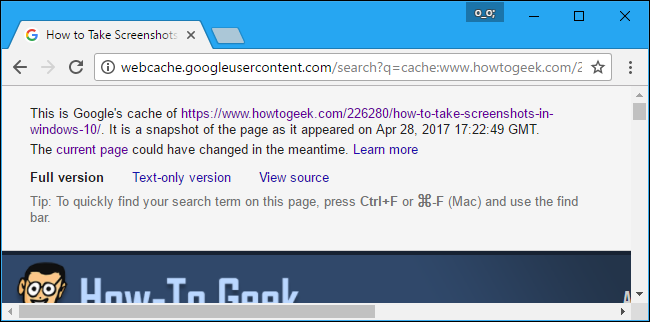 o_o;
How to Take Screenshots
webcache.googleusercontent.com/search?q=cache:www.howtogeek.com/2
This is Google's cache of https://www.howtogeek.com/226280/how-to-take-screenshots-in-
windows-10/. It is a snapshot of the page as it appeared on Apr 28, 2017 17:22:49 GMT.
The current page could have changed in the meantime. Learn more
Full version Text-only version View source
Tip: To quickly find your search term on this page, press Ctrl+F or ⌘-F (Mac) and use the find
bar.
How-To Geek